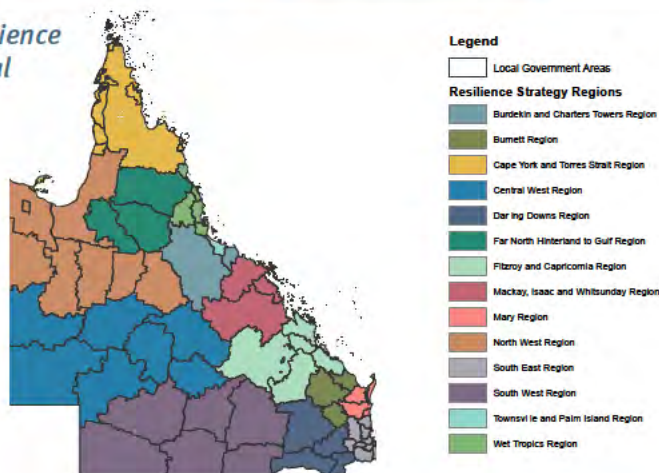 ience
al
Legend
Local Government Areas
Resilience Strategy Regions
Burdekin and Charters Towers Region
Burnett Region
Cape York and Torres Strait Region
Central West Region
Darling Downs Region
Far North Hinterland to Gulf Region
Fitzroy and Capricornia Region
Mackay, Isaac and Whitsunday Region
Mary Region
North West Region
South East Region
South West Region
Townsville and Palm Island Region
Wet Tropics Region